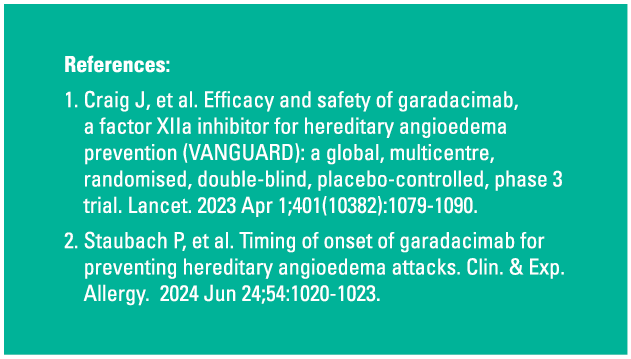 References:
1. Craig J, et al. Efficacy and safety of garadacimab,
a factor XIIa inhibitor for hereditary angioedema
prevention (VANGUARD): a global, multicentre,
randomised, double-blind, placebo-controlled, phase 3
trial. Lancet. 2023 Apr 1;401(10382):1079-1090.
2. Staubach P, et al. Timing of onset of garadacimab for
preventing hereditary angioedema attacks. Clin. & Exp.
Allergy.  2024 Jun 24;54:1020-1023.